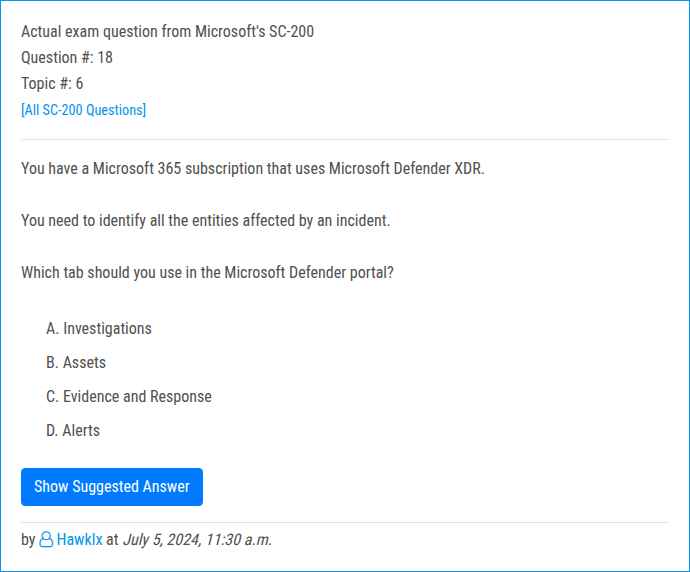 Actual exam question from Microsoft's SC-200
Question #: 18
Topic #: 6
[All SC-200 Questions]
You have a Microsoft 365 subscription that uses Microsoft Defender XDR.
You need to identify all the entities affected by an incident.
Which tab should you use in the Microsoft Defender portal?
A. Investigations
B. Assets
C. Evidence and Response
D. Alerts
Show Suggested Answer
by Hawklx at July 5, 2024, 11:30 a.m.